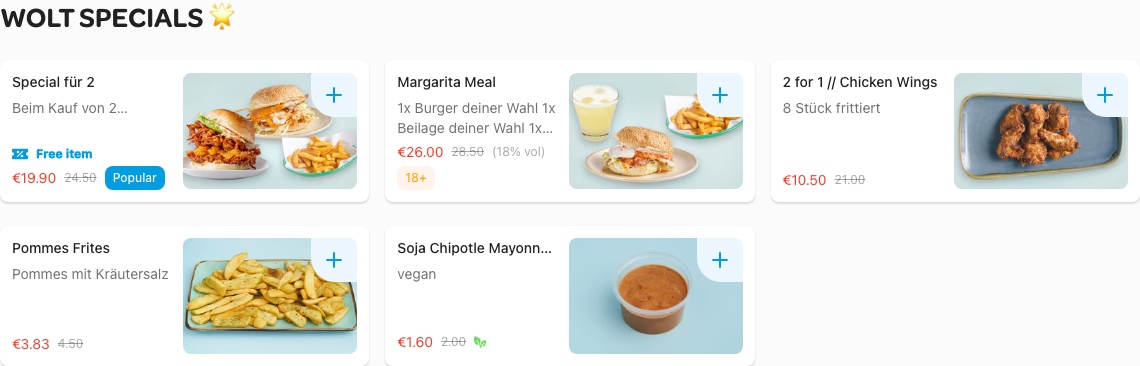 WOLT SPECIALS 🌟
Special für 2
Beim Kauf von 2...
Free item
€19.90 24.50 Popular
Margarita Meal
1x Burger deiner Wahl 1x
Beilage deiner Wahl 1x...
€26.00 28.50 (18% vol)
18+
2 for 1 // Chicken Wings
8 Stück frittiert
€10.50 21.00
Pommes Frites
Pommes mit Kräutersalz
€3.83 4.50
Soja Chipotle Mayonn...
vegan
€1.60 2.00